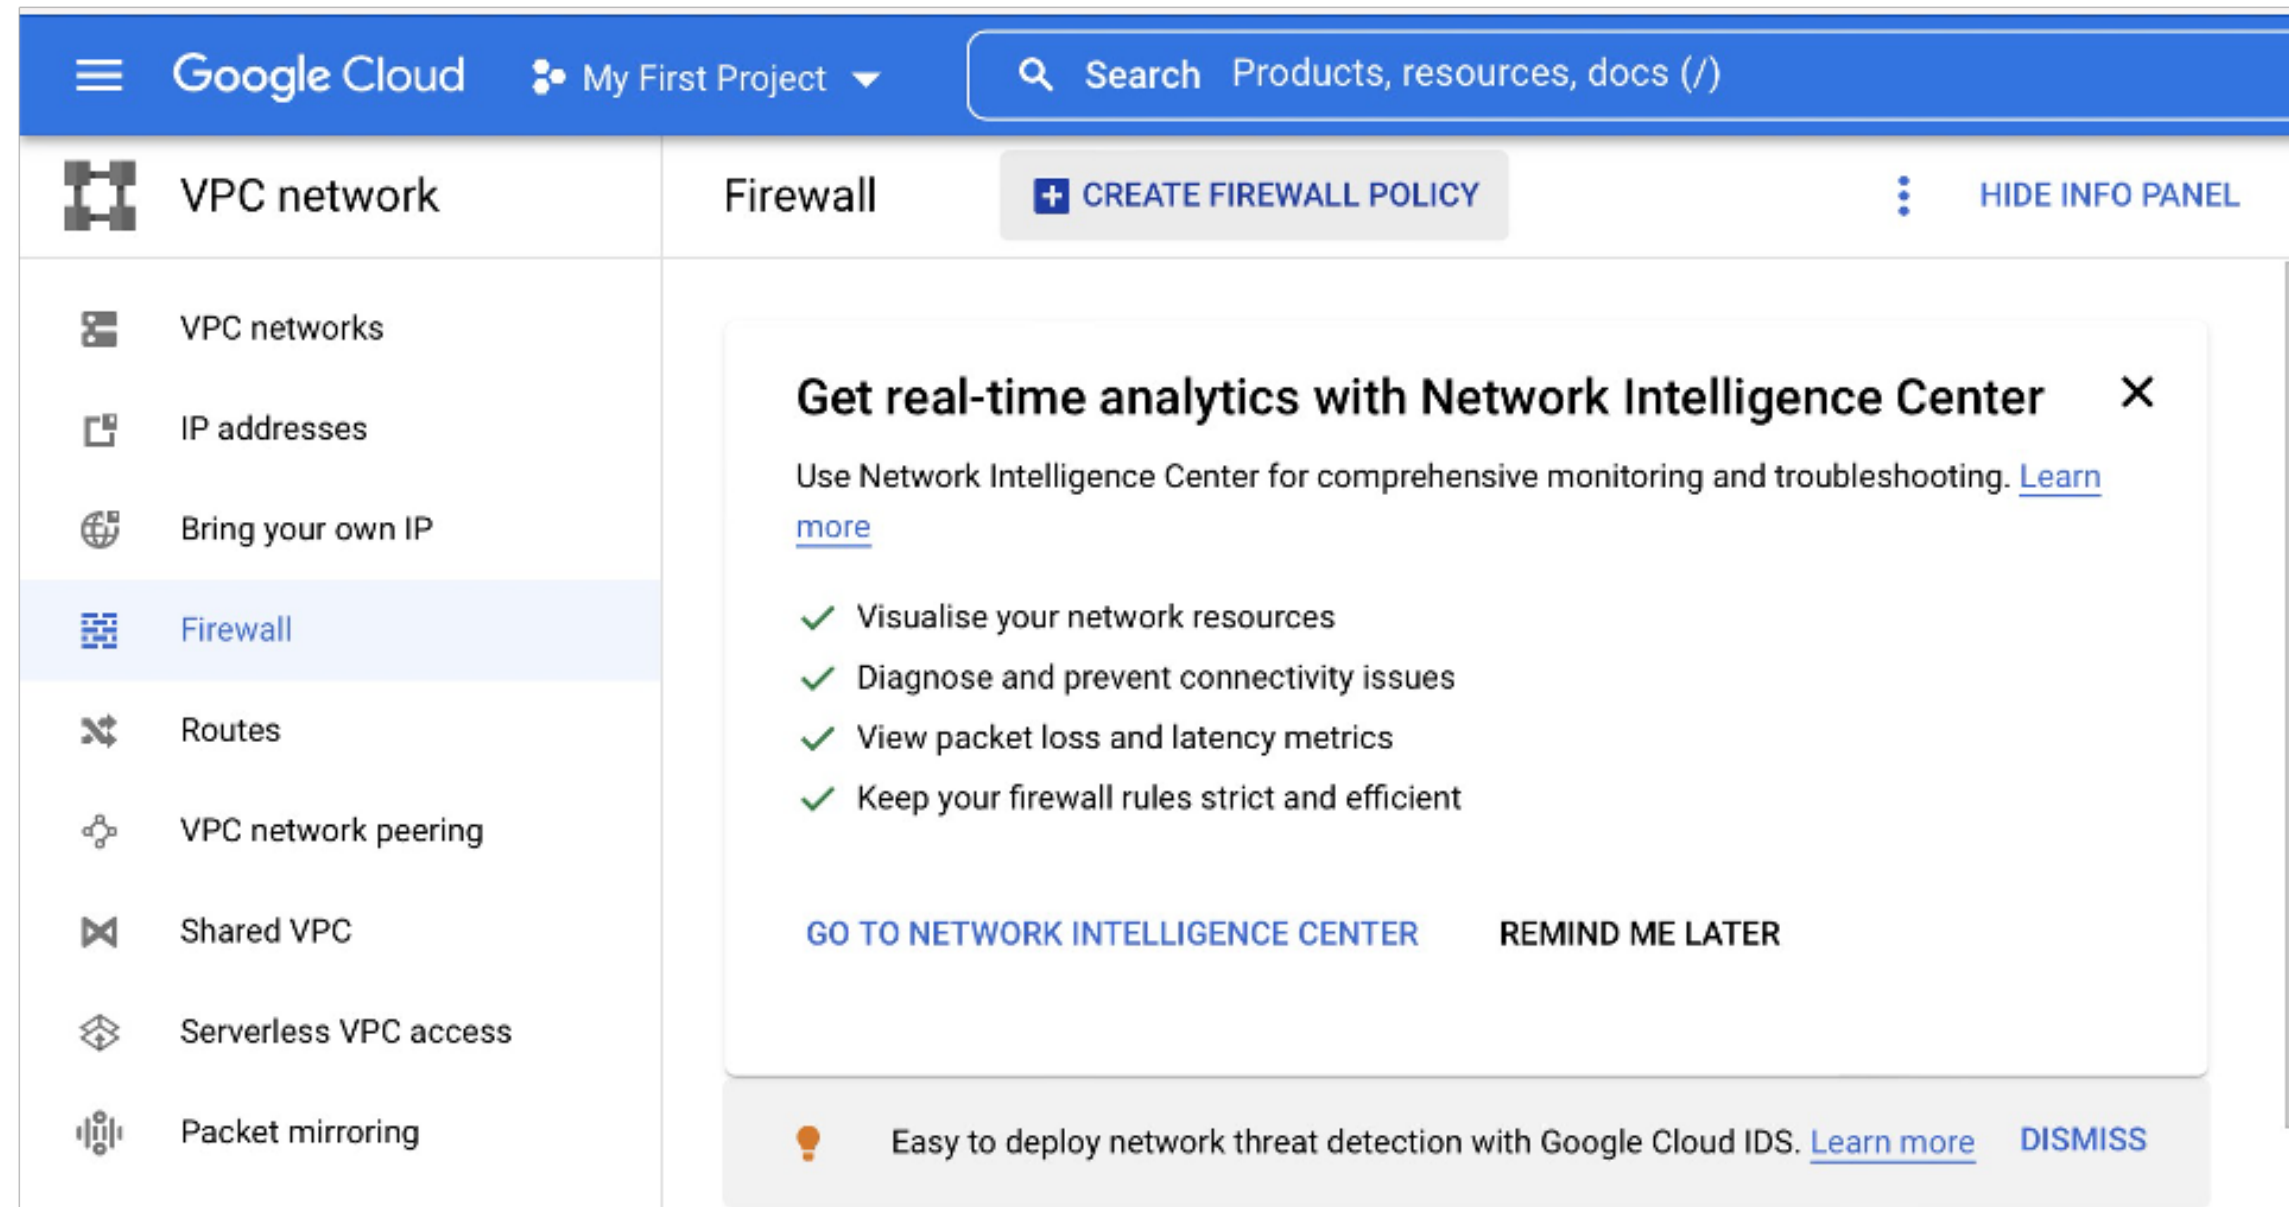 Google Cloud My First Project Search Products, resources, docs (/)
VPC network
Firewall CREATE FIREWALL POLICY HIDE INFO PANEL
VPC networks
IP addresses
Bring your own IP
Firewall
Routes
VPC network peering
Shared VPC
Serverless VPC access
Packet mirroring
Get real-time analytics with Network Intelligence Center
Use Network Intelligence Center for comprehensive monitoring and troubleshooting. Learn
more
Visualise your network resources
Diagnose and prevent connectivity issues
View packet loss and latency metrics
Keep your firewall rules strict and efficient
GO TO NETWORK INTELLIGENCE CENTER REMIND ME LATER
Easy to deploy network threat detection with Google Cloud IDS. Learn more DISMISS